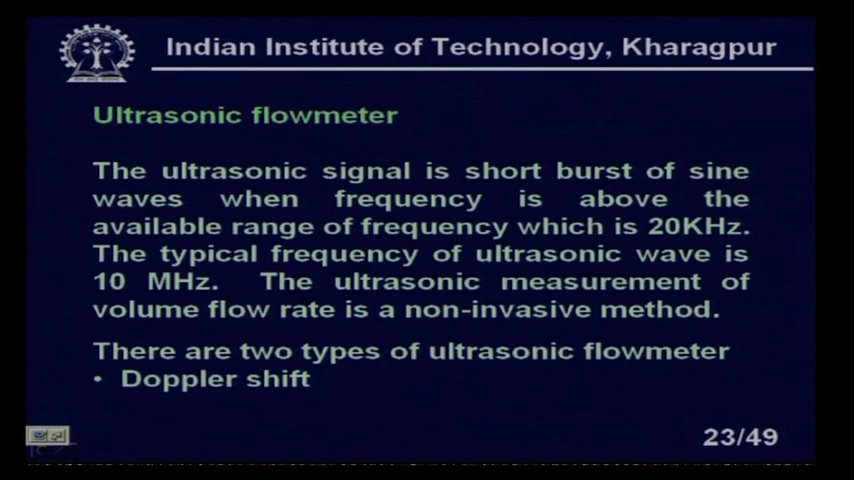 Indian Institute of Technology, Kharagpur
Ultrasonic flowmeter
The ultrasonic signal is short burst of sine
waves when frequency is above the
available range of frequency which is 20KHz.
The typical frequency of ultrasonic wave is
10 MHz. The ultrasonic measurement of
volume flow rate is a non-invasive method.
There are two types of ultrasonic flowmeter
• Doppler shift
23/49